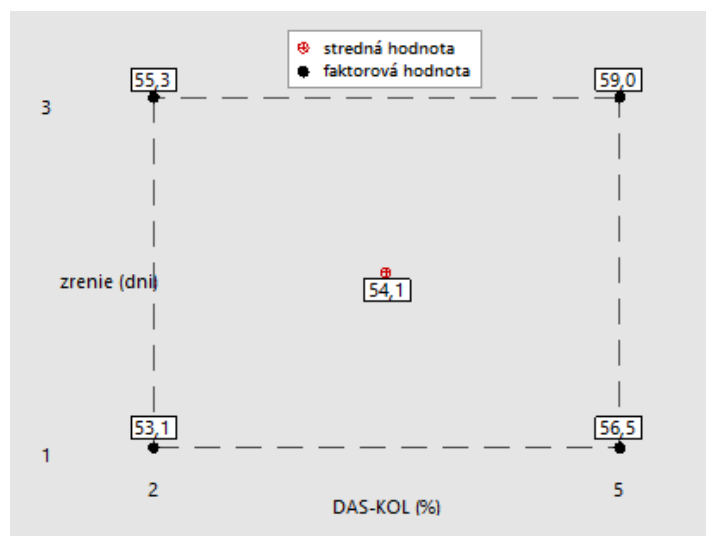 stredná hodnota
faktorová hodnota
55,3
59,0
3
zrenie (dni)
54,1
53,1
56,5
1
2
5
DAS-KOL (%)